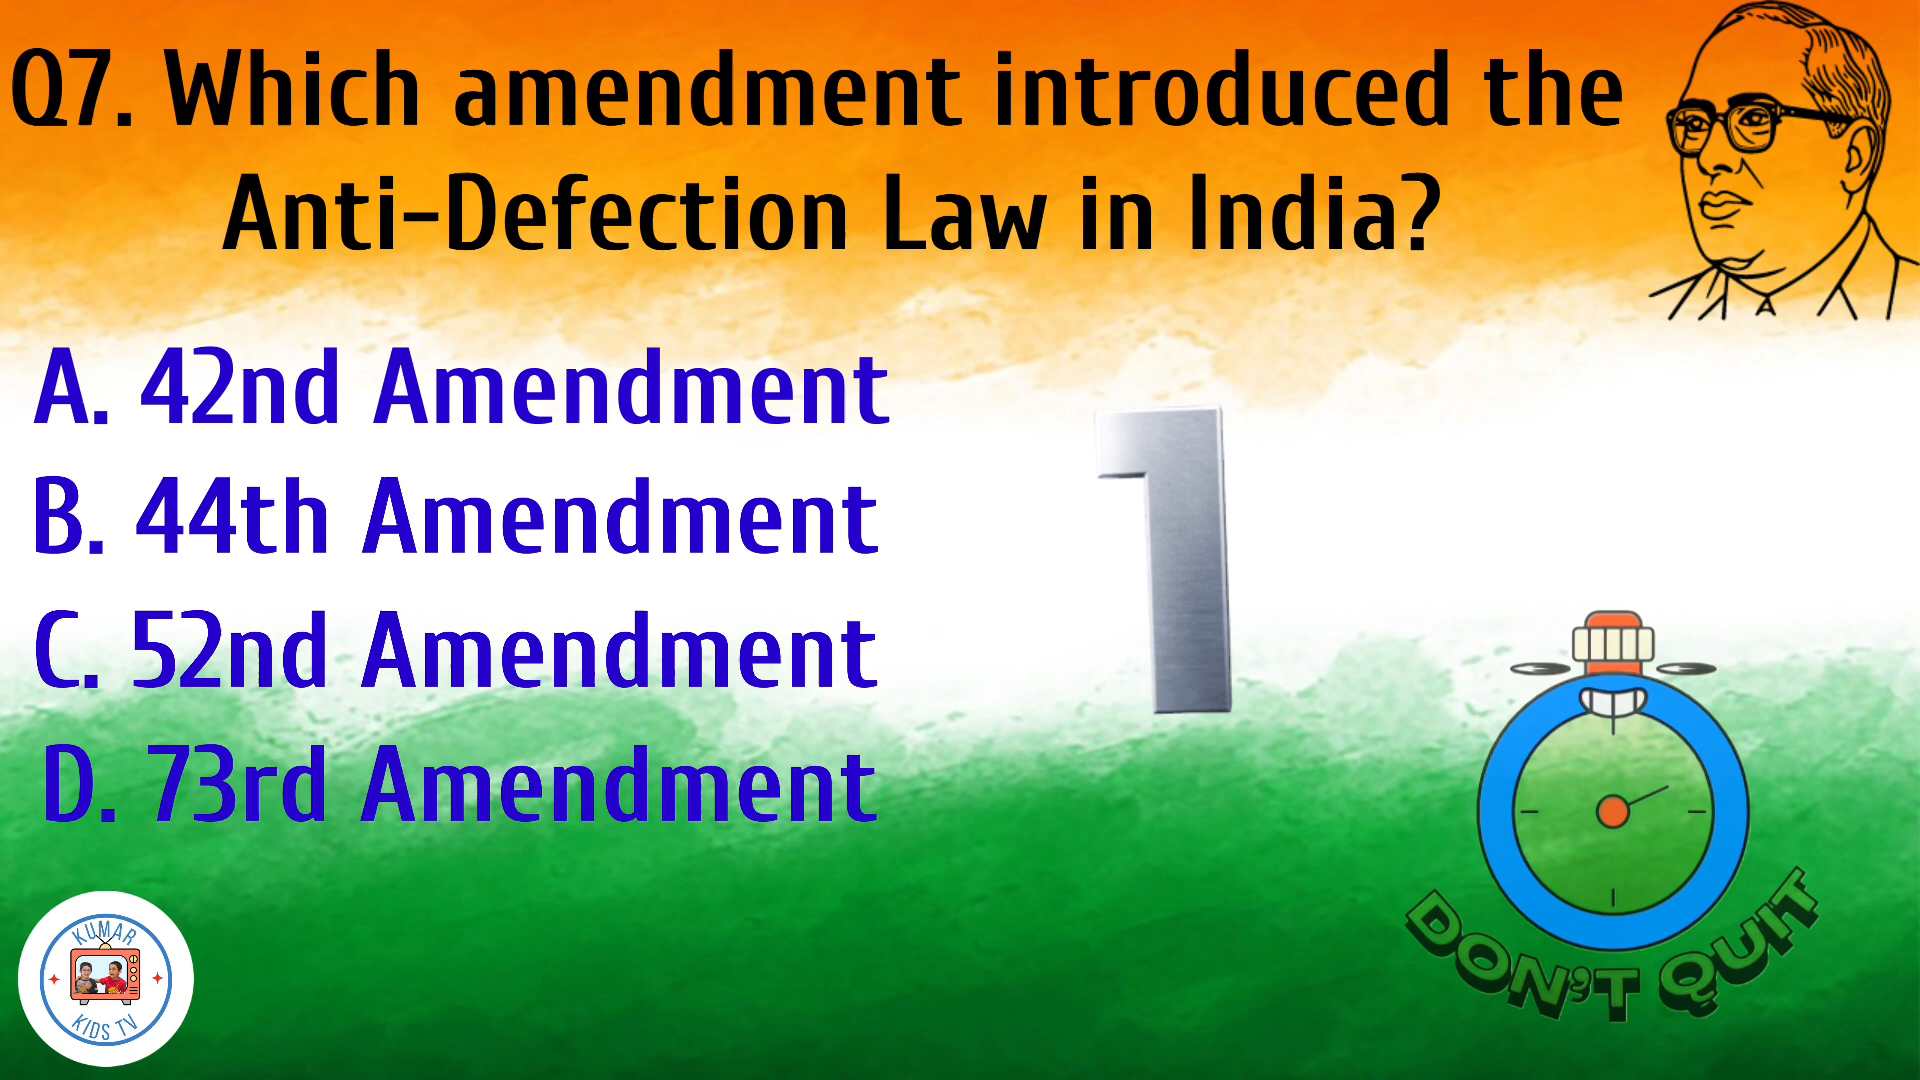 Q7. Which amendment introduced the
Anti-Defection Law in India?
A. 42nd Amendment
B. 44th Amendment
C. 52nd Amendment
D. 73rd Amendment
1
DON'T QUIT
KUMAR
KIDS TV